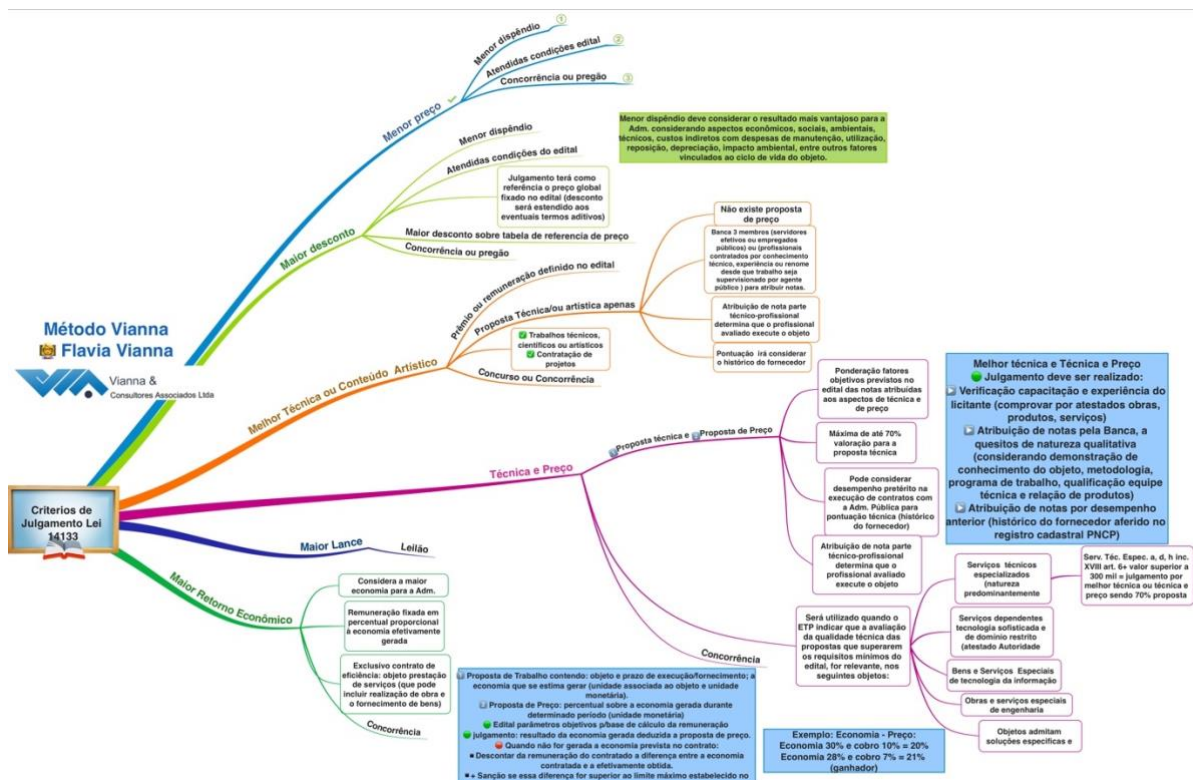 Menor preço
Menor dispêndio
1
Atendidas condições edital
2
Concorrência ou pregão
3
Menor dispêndio deve considerar o resultado mais vantajoso para a
Adm. considerando aspectos econômicos, sociais, ambientais,
técnicos, custos indiretos com despesas de manutenção, utilização,
reposição, depreciação, impacto ambiental, entre outros fatores
vinculados ao ciclo de vida do objeto.
Maior desconto
Menor dispêndio
Atendidas condições do edital
Julgamento terá como
referência o preço global
fixado no edital (desconto
será estendido aos
eventuais termos aditivos)
Maior desconto sobre tabela de referencia de preço
Concorrência ou pregão
Método Vianna
Flavia Vianna
Vianna &
Consultores Associados Ltda
Criterios de
Julgamento Lei
14133
Melhor Técnica ou Conteúdo Artístico
Prêmio ou remuneração definido no edital
Proposta Técnica/ou artística apenas
Não existe proposta
de preço
Banca 3 membros (servidores
efetivos ou empregados
públicos) ou (profissionais
contratados por conhecimento
técnico, experiência ou renome
desde que trabalho seja
supervisionado por agente
público ) para atribuir notas.
Atribuição de nota parte
técnico-profissional
determina que o profissional
avaliado execute o objeto
Pontuação irá considerar
o histórico do fornecedor
✅ Trabalhos técnicos,
científicos ou artísticos
✅ Contratação de
projetos
Concurso ou Concorrência
Técnica e Preço
1 Proposta técnica e 2 Proposta de Preço
Ponderação fatores
objetivos previstos no
edital das notas atribuídas
aos aspectos de técnica e
de preço
Máxima de até 70%
valoração para a
proposta técnica
Pode considerar
desempenho pretérito na
execução de contratos com
a Adm. Pública para
pontuação técnica (histórico
do fornecedor)
Atribuição de nota parte
técnico-profissional
determina que o
profissional avaliado
execute o objeto
Melhor técnica e Técnica e Preço
Julgamento deve ser realizado:
Verificação capacitação e experiência do
licitante (comprovar por atestados obras,
produtos, serviços)
Atribuição de notas pela Banca, a
quesitos de natureza qualitativa
(considerando demonstração de
conhecimento do objeto, metodologia,
programa de trabalho, qualificação equipe
técnica e relação de produtos)
Atribuição de notas por desempenho
anterior (histórico do fornecedor aferido no
registro cadastral PNCP)
Concorrência
Será utilizado quando o
ETP indicar que a avaliação
da qualidade técnica das
propostas que superarem
os requisitos mínimos do
edital, for relevante, nos
seguintes objetos:
Serviços técnicos
especializados
(natureza
predominantemente
Serv. Téc. Espec. a, d, h inc.
XVIII art. 6+ valor superior a
300 mil = julgamento por
melhor técnica ou técnica e
preço sendo 70% proposta
Serviços dependentes
tecnologia sofisticada e
de domínio restrito
(atestado Autoridade
Bens e Serviços Especiais
de tecnologia da informação
Obras e serviços especiais
de engenharia
Objetos admitam
soluções específicas e
Maior Lance
Leilão
Maior Retorno Econômico
Considera a maior
economia para a Adm.
Remuneração fixada em
percentual proporcional
à economia efetivamente
gerada
Exclusivo contrato de
eficiência: objeto prestação
de serviços (que pode
incluir realização de obra e
o fornecimento de bens)
Concorrência
1 Proposta de Trabalho contendo: objeto e prazo de execução/fornecimento; a
economia que se estima gerar (unidade associada ao objeto e unidade
monetária).
2 Proposta de Preço: percentual sobre a economia gerada durante
determinado período (unidade monetária)
Edital parâmetros objetivos p/base de cálculo da remuneração
julgamento: resultado da economia gerada deduzida a proposta de preço.
Quando não for gerada a economia prevista no contrato:
Descontar da remuneração do contratado a diferença entre a economia
contratada e a efetivamente obtida.
+ Sanção se essa diferença for superior ao limite máximo estabelecido no
Exemplo: Economia - Preço:
Economia 30% e cobro 10% = 20%
Economia 28% e cobro 7% = 21%
(ganhador)